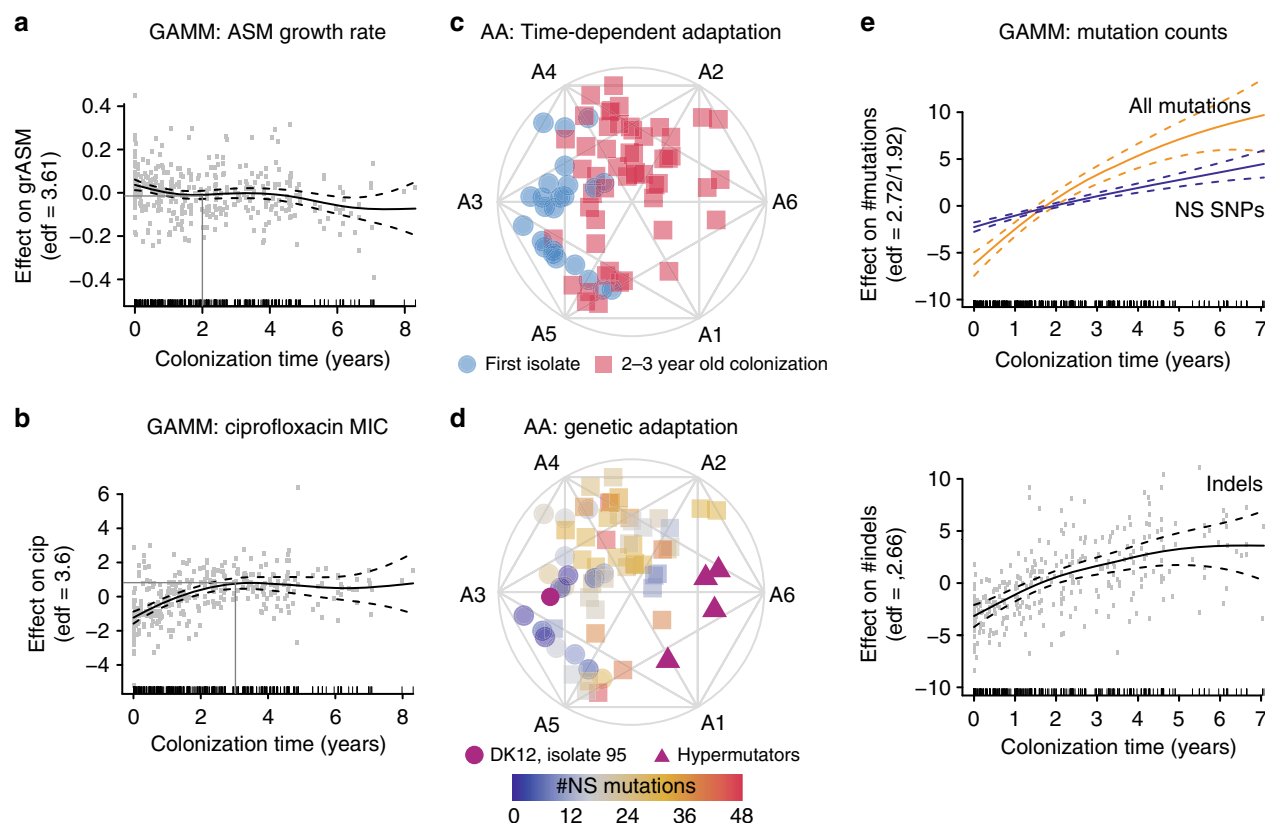 a
GAMM: ASM growth rate
Effect on grASM
(edf = 3.61)
0.4
0.2
0.0
−0.2
−0.4
0 2 4 6 8
Colonization time (years)
b
GAMM: ciprofloxacin MIC
Effect on cip
(edf = 3.6)
6
4
2
0
−2
−4
0 2 4 6 8
Colonization time (years)
c
AA: Time-dependent adaptation
A4 A2
A3 A6
A5 A1
First isolate 2–3 year old colonization
d
AA: genetic adaptation
A4 A2
A3 A6
A5 A1
DK12, isolate 95 Hypermutators
#NS mutations
0 12 24 36 48
e
GAMM: mutation counts
Effect on #mutations
(edf = 2.72/1.92)
10
5
0
−5
−10
All mutations
NS SNPs
0 1 2 3 4 5 6 7
Colonization time (years)
Effect on #indels
(edf = ,2.66)
10
5
0
−5
−10
Indels
0 1 2 3 4 5 6 7
Colonization time (years)